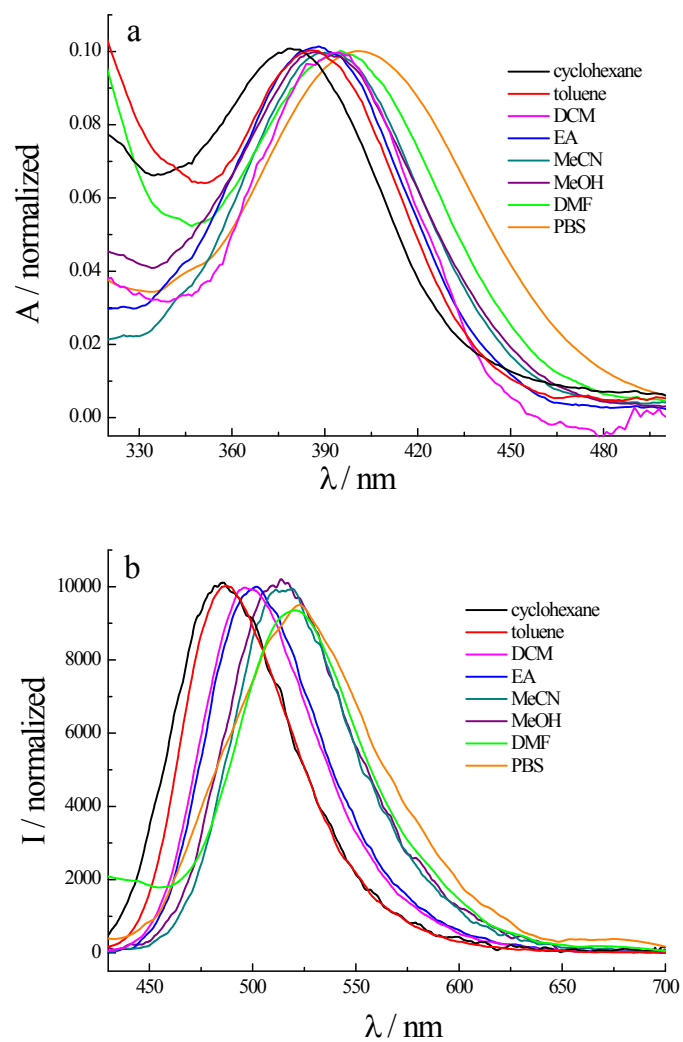 a
0.10
0.08
0.06
0.04
0.02
0.00
A / normalized
cyclohexane
toluene
DCM
EA
MeCN
MeOH
DMF
PBS
330 360 390 420 450 480
λ / nm
b
10000
8000
6000
4000
2000
0
I / normalized
cyclohexane
toluene
DCM
EA
MeCN
MeOH
DMF
PBS
450 500 550 600 650 700
λ / nm